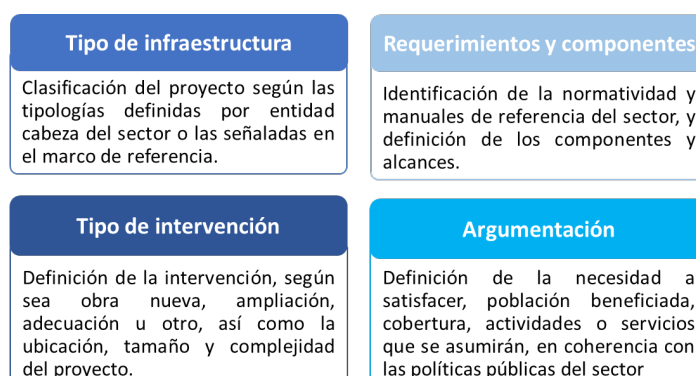 Tipo de infraestructura
Clasificación del proyecto según las
tipologías definidas por entidad
cabeza del sector o las señaladas en
el marco de referencia.
Requerimientos y componentes
Identificación de la normatividad y
manuales de referencia del sector, y
definición de los componentes y
alcances.
Tipo de intervención
Definición de la intervención, según
sea obra nueva, ampliación,
adecuación u otro, así como la
ubicación, tamaño y complejidad
del proyecto.
Argumentación
Definición de la necesidad a
satisfacer, población beneficiada,
cobertura, actividades o servicios
que se asumirán, en coherencia con
las políticas públicas del sector